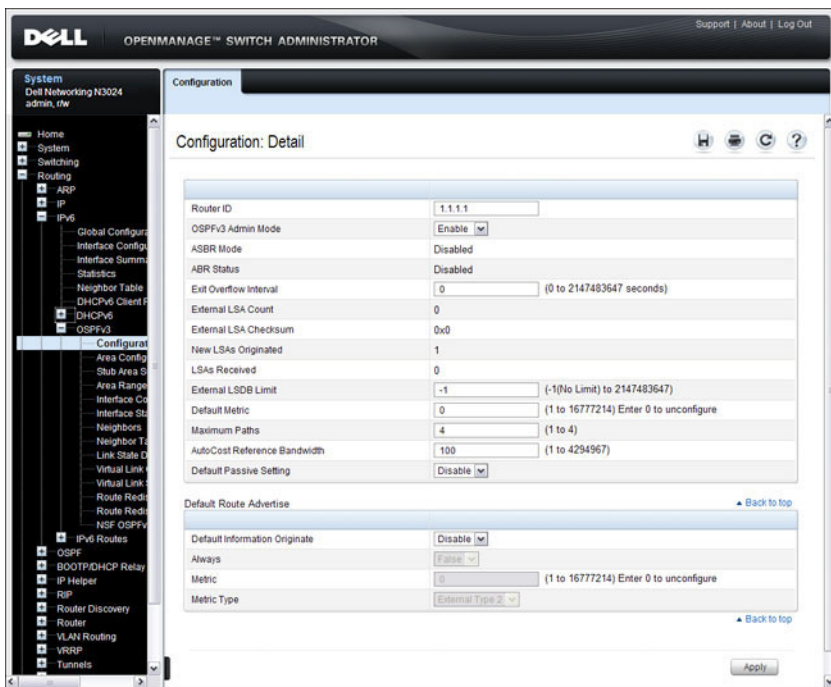 Support | About | Log Out
DELL
OPENMANAGE™ SWITCH ADMINISTRATOR
System
Dell Networking N3024
admin, r/w
Configuration
Home
System
Switching
Routing
ARP
IP
IPv6
Global Configura
Interface Configu
Interface Summa
Statistics
Neighbor Table
DHCPv6 Client P
DHCPv6
OSPFv3
Configurat
Area Config
Stub Area S
Area Range
Interface Co
Interface Sta
Neighbors
Neighbor Ta
Link State D
Virtual Link
Virtual Link
Route Redis
Route Redis
NSF OSPFv
IPv6 Routes
OSPF
BOOTP/DHCP Relay
IP Helper
RIP
Router Discovery
Router
VLAN Routing
VRRP
Tunnels
Configuration: Detail
Router ID 1.1.1.1
OSPFv3 Admin Mode Enable
ASBR Mode Disabled
ABR Status Disabled
Exit Overflow Interval 0 (0 to 2147483647 seconds)
External LSA Count 0
External LSA Checksum 0x0
New LSAs Originated 1
LSAs Received 0
External LSDB Limit -1 (-1(No Limit) to 2147483647)
Default Metric 0 (1 to 16777214) Enter 0 to unconfigure
Maximum Paths 4 (1 to 4)
AutoCost Reference Bandwidth 100 (1 to 4294967)
Default Passive Setting Disable
Default Route Advertise Back to top
Default Information Originate Disable
Always False
Metric 0 (1 to 16777214) Enter 0 to unconfigure
Metric Type External Type 2
Back to top
Apply